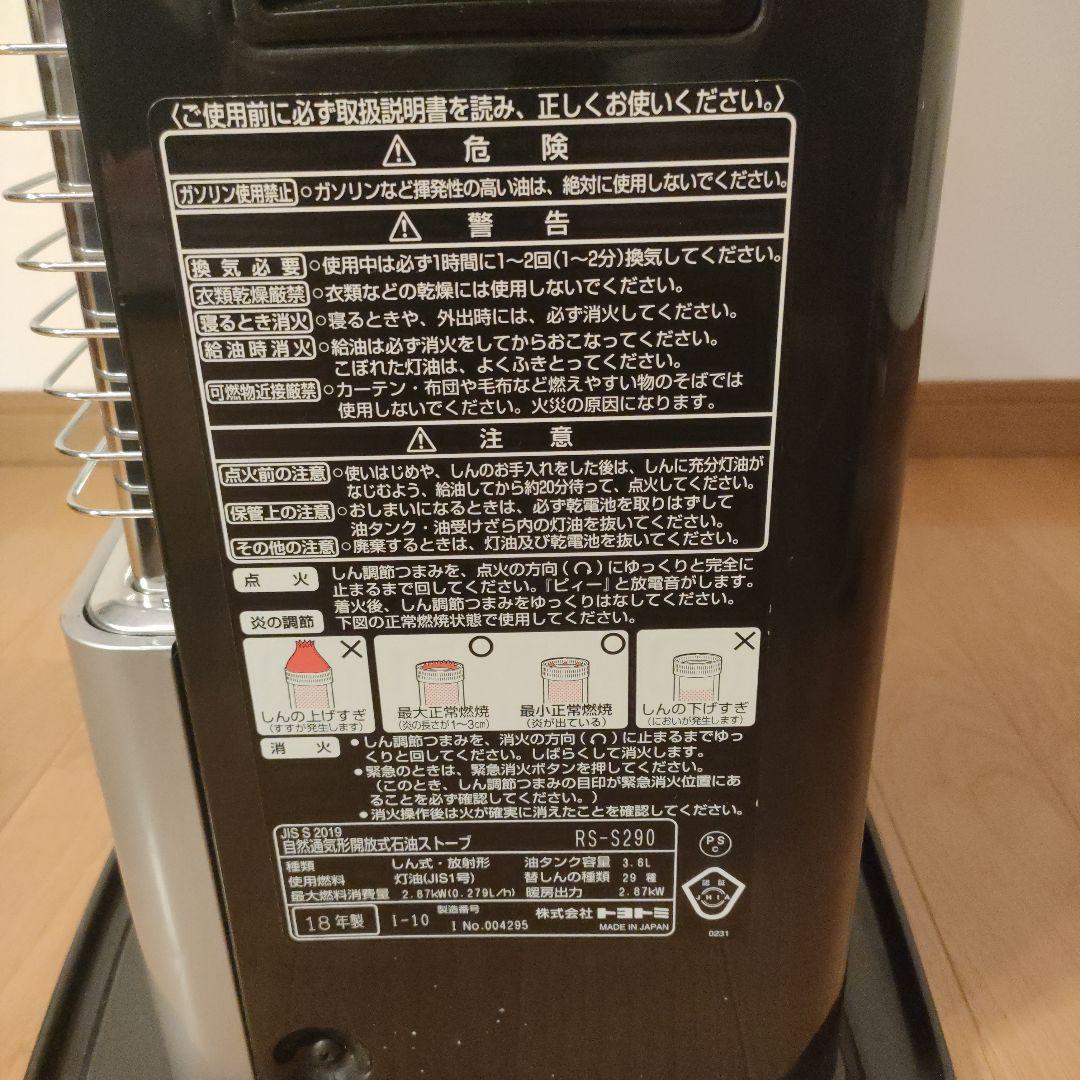 〈ご使用前に必ず取扱説明書を読み、正しくお使いください。〉
⚠ 危険
ガソリン使用禁止 ○ガソリンなど揮発性の高い油は、絶対に使用しないでください。
⚠ 警告
換気必要 ○使用中は必ず1時間に1〜2回(1〜2分)換気してください。
衣類乾燥厳禁 ○衣類などの乾燥には使用しないでください。
寝るとき消火 ○寝るときや、外出時には、必ず消火してください。
給油時消火 ○給油は必ず消火をしてからおこなってください。
こぼれた灯油は、よくふきとってください。
可燃物近接厳禁 ○カーテン・布団や毛布など燃えやすい物のそばでは
使用しないでください。火災の原因になります。
⚠ 注意
点火前の注意 ○使いはじめや、しんのお手入れをした後は、しんに充分灯油が
なじむよう、給油してから約20分待って、点火してください。
保管上の注意 ○おしまいになるときは、必ず乾電池を取りはずして
油タンク・油受けざら内の灯油を抜いてください。
その他の注意 ○廃棄するときは、灯油及び乾電池を抜いてください。
点火 しん調節つまみを、点火の方向( )にゆっくりと完全に
止まるまで回してください。『ピィー』と放電音がします。
着火後、しん調節つまみをゆっくりはなしてください。
炎の調節 下図の正常燃焼状態で使用してください。
× ○ ○ ×
しんの上げすぎ 最大正常燃焼 最小正常燃焼 しんの下げすぎ
(すすが発生します) (炎の長さが1〜3cm) (炎が出ている) (においが発生します)
消火 ●しん調節つまみを、消火の方向( )に止まるまでゆっ
くりと回してください。しばらくして消火します。
●緊急のときは、緊急消火ボタンを押してください。
(このとき、しん調節つまみの目印が緊急消火位置にあ
ることを必ず確認してください。)
●消火操作後は火が確実に消えたことを確認してください。
JIS S 2019
自然通気形開放式石油ストーブ RS-S290
種類 しん式・放射形 油タンク容量 3.6L
使用燃料 灯油(JIS1号) 替しんの種類 29 種
最大燃料消費量 2.87kW(0.279L/h) 暖房出力 2.87kW
18年製 I-10 製造番号
I No.004295 株式会社トヨトミ
MADE IN JAPAN
PS
C
認証
JHIA
0231